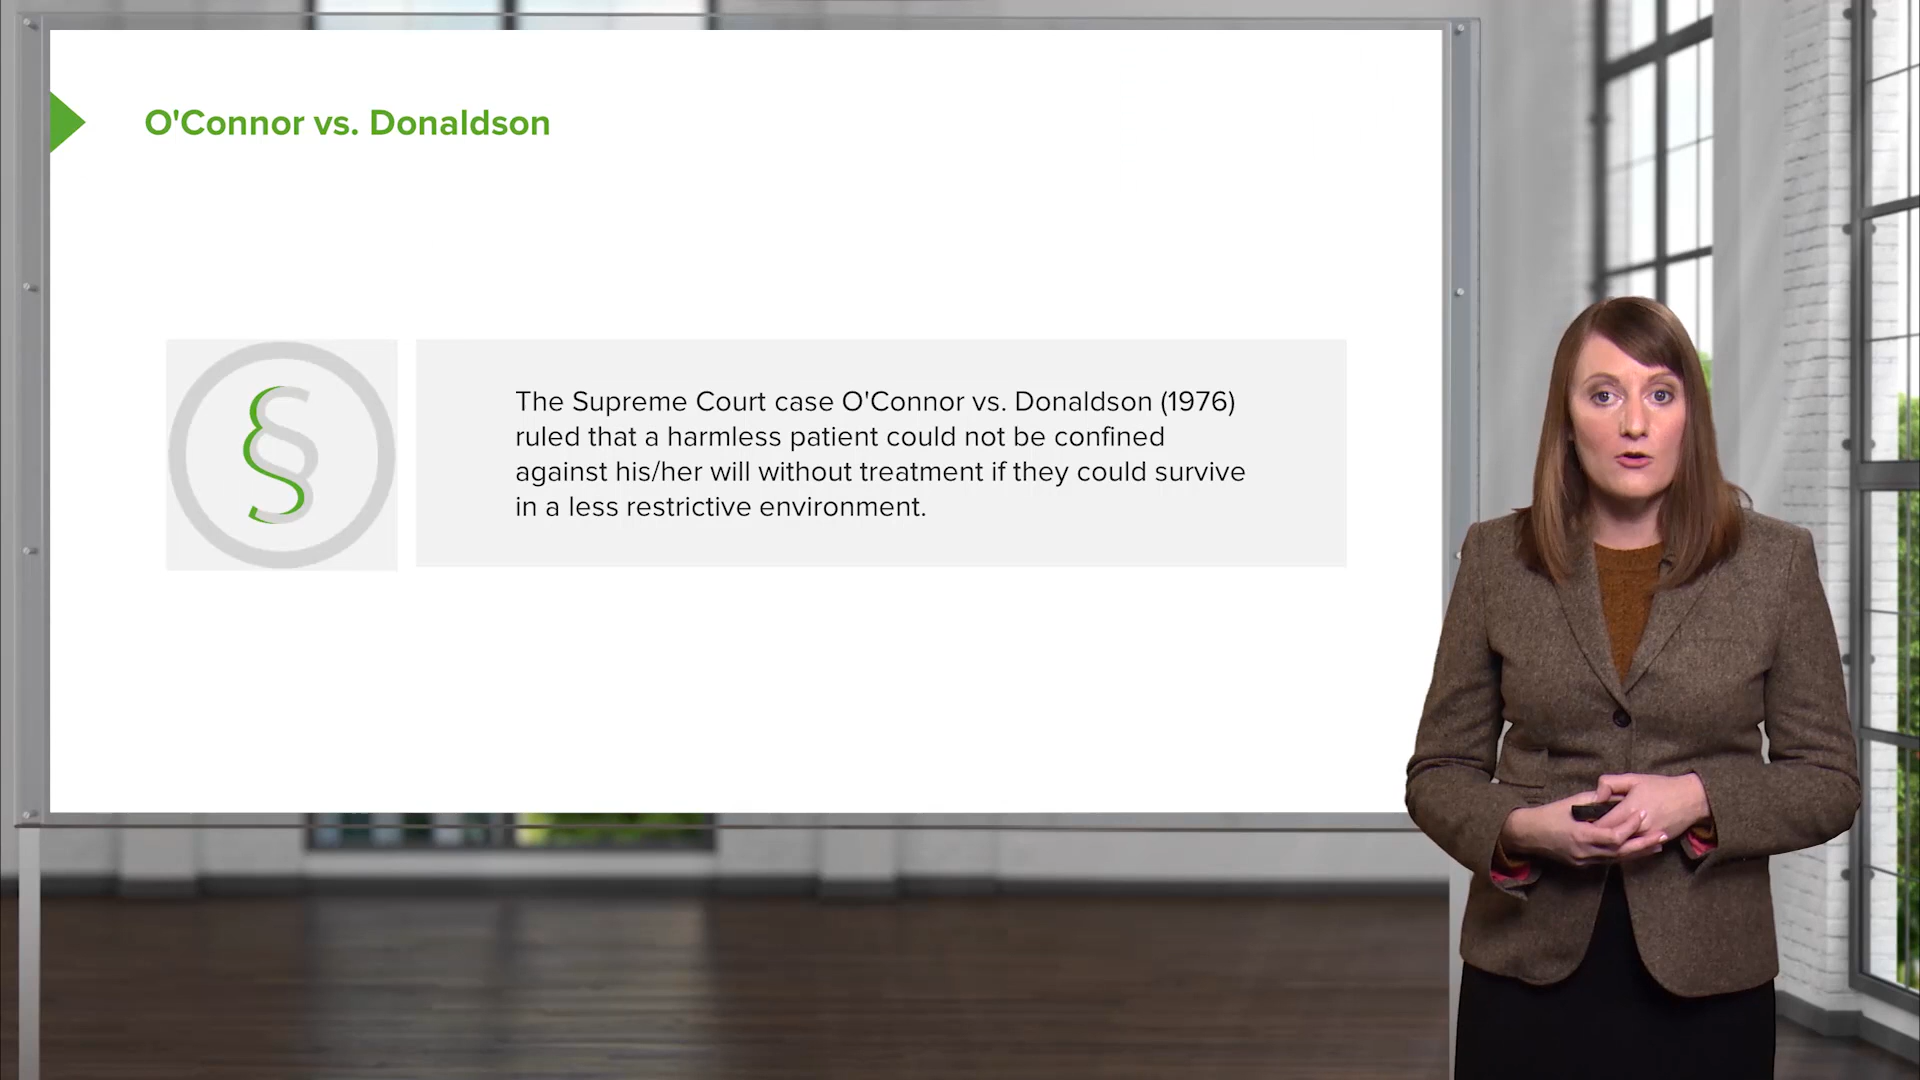 O'Connor vs. Donaldson
§
The Supreme Court case O'Connor vs. Donaldson (1976)
ruled that a harmless patient could not be confined
against his/her will without treatment if they could survive
in a less restrictive environment.